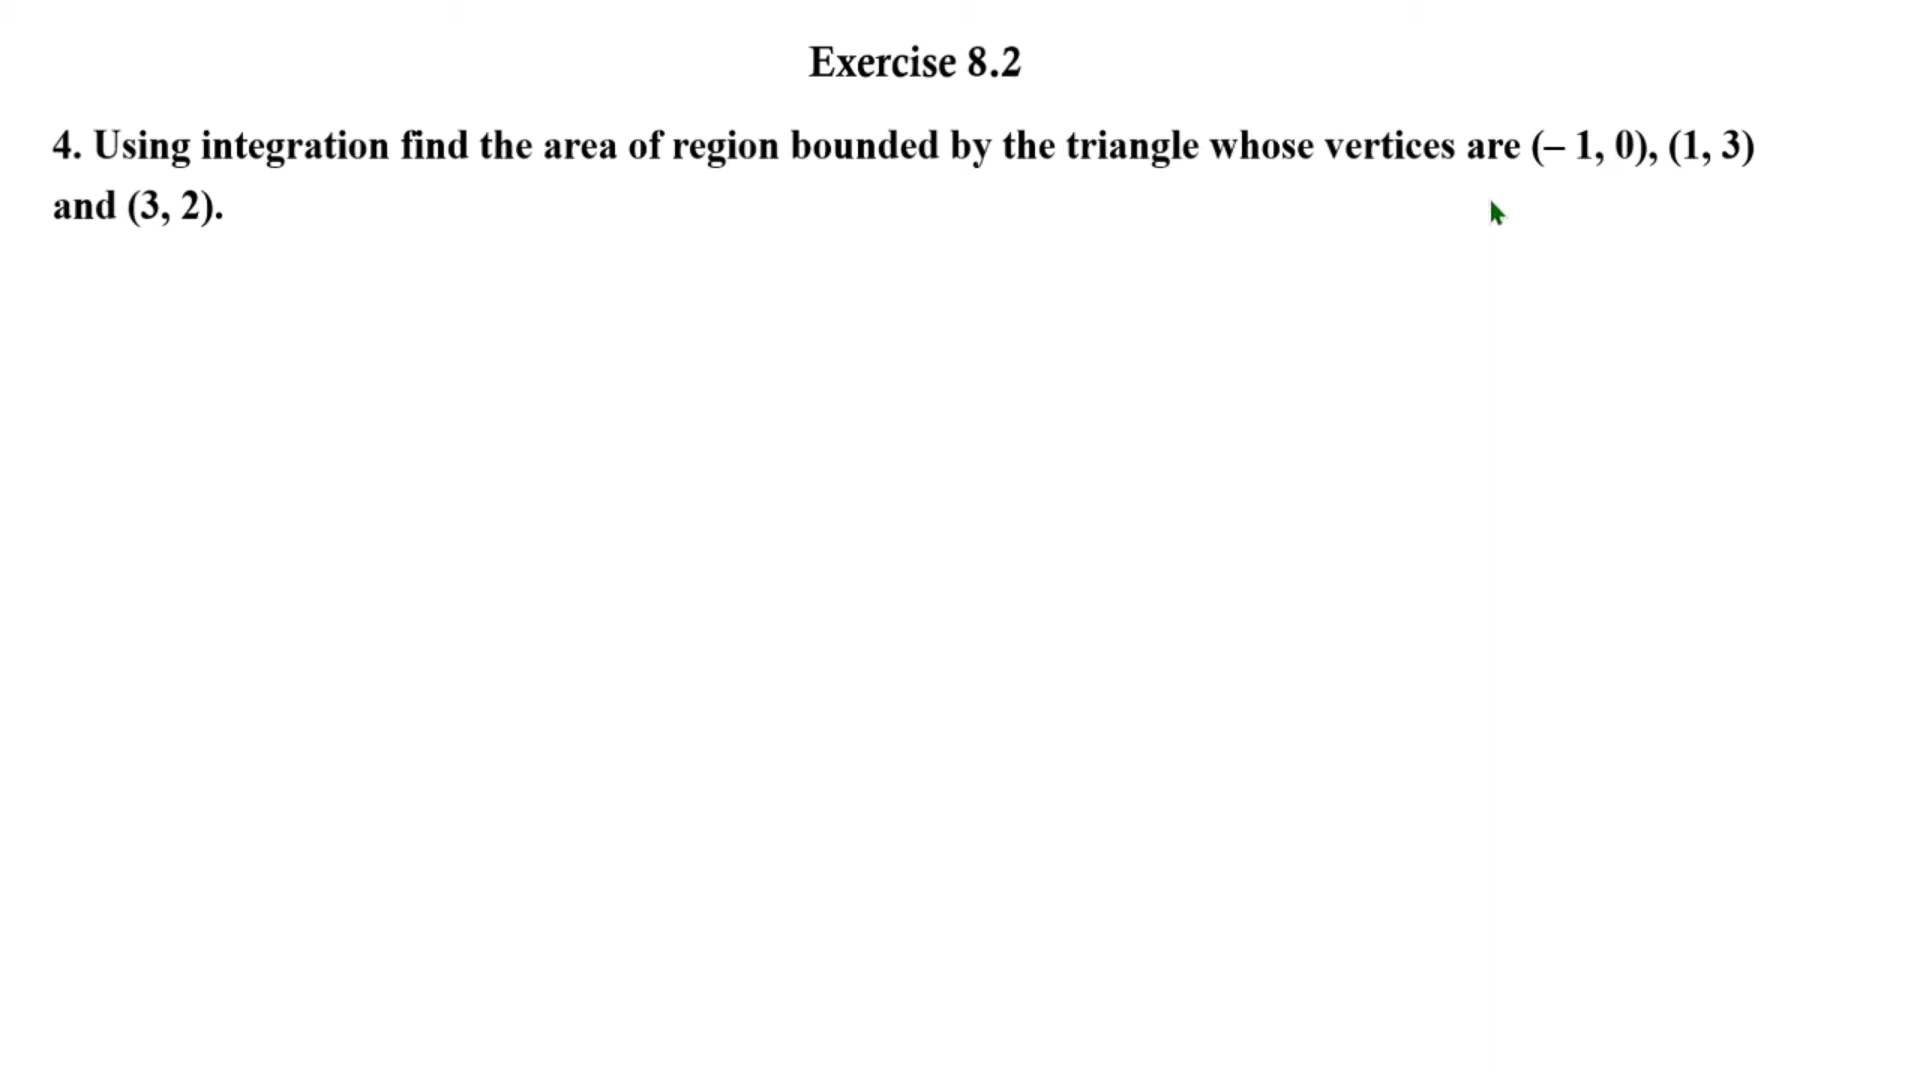 Exercise 8.2
4. Using integration find the area of region bounded by the triangle whose vertices are (– 1, 0), (1, 3)
and (3, 2).